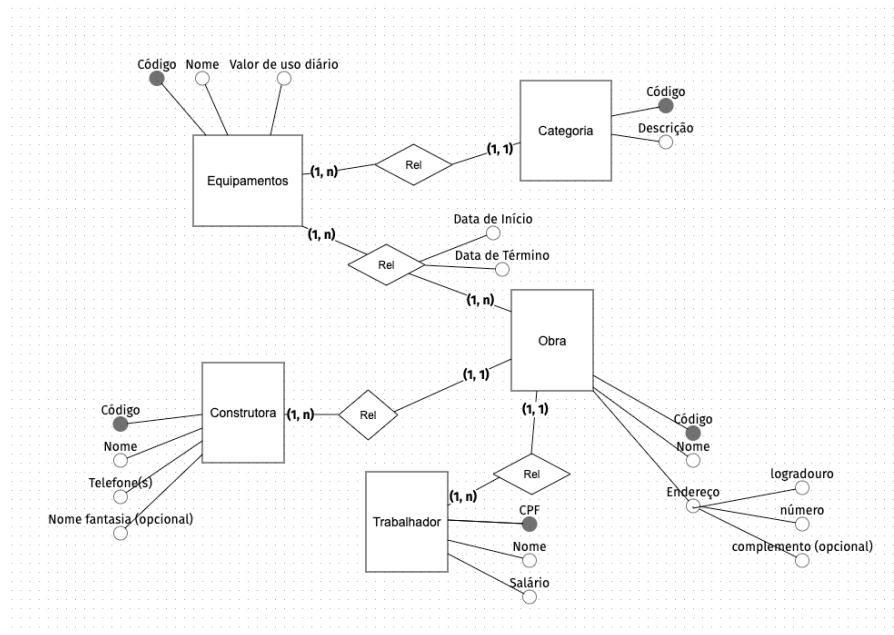 Código
Nome
Valor de uso diário
Equipamentos
(1, n)
Rel
(1, 1)
Categoria
Código
Descrição
(1, n)
Rel
Data de Início
Data de Término
(1, n)
Obra
Código
Nome
Endereço
logradouro
número
complemento (opcional)
Construtora
Código
Nome
Telefone(s)
Nome fantasia (opcional)
(1, n)
Rel
(1, 1)
(1, 1)
Rel
(1, n)
Trabalhador
CPF
Nome
Salário